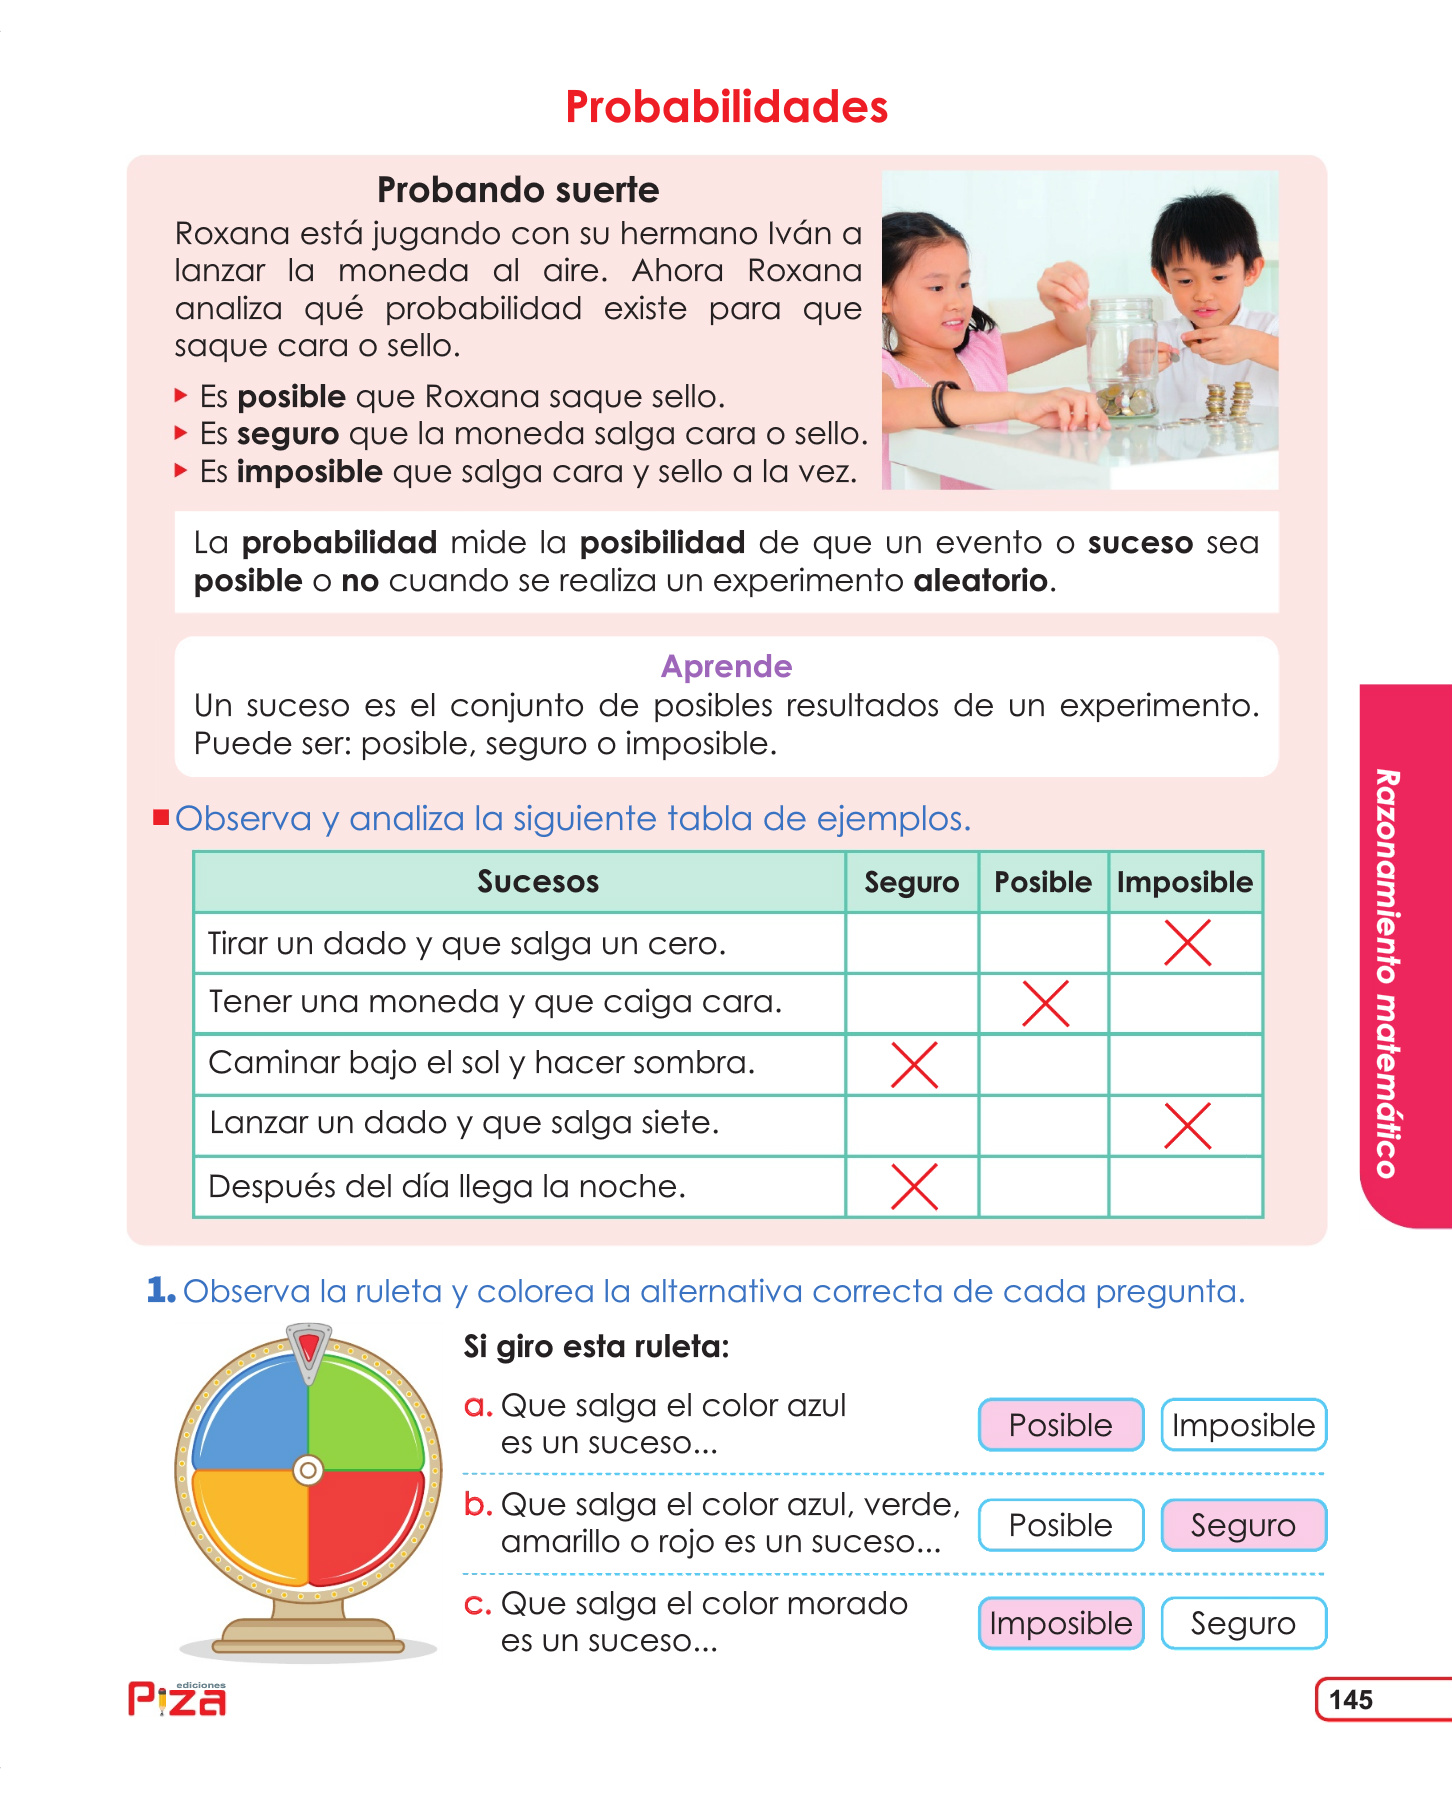 Probabilidades
Probando suerte
Roxana está jugando con su hermano Iván a
lanzar la moneda al aire. Ahora Roxana
analiza qué probabilidad existe para que
saque cara o sello.
Es posible que Roxana saque sello.
Es seguro que la moneda salga cara o sello.
Es imposible que salga cara y sello a la vez.
La probabilidad mide la posibilidad de que un evento o suceso sea
posible o no cuando se realiza un experimento aleatorio.
Aprende
Un suceso es el conjunto de posibles resultados de un experimento.
Puede ser: posible, seguro o imposible.
Observa y analiza la siguiente tabla de ejemplos.
Sucesos Seguro Posible Imposible
Tirar un dado y que salga un cero.
Tener una moneda y que caiga cara.
Caminar bajo el sol y hacer sombra.
Lanzar un dado y que salga siete.
Después del día llega la noche.
Razonamiento matemático
1. Observa la ruleta y colorea la alternativa correcta de cada pregunta.
Si giro esta ruleta:
a. Que salga el color azul
es un suceso...
Posible Imposible
b. Que salga el color azul, verde,
amarillo o rojo es un suceso...
Posible Seguro
c. Que salga el color morado
es un suceso...
Imposible Seguro
ediciones
Piza
145